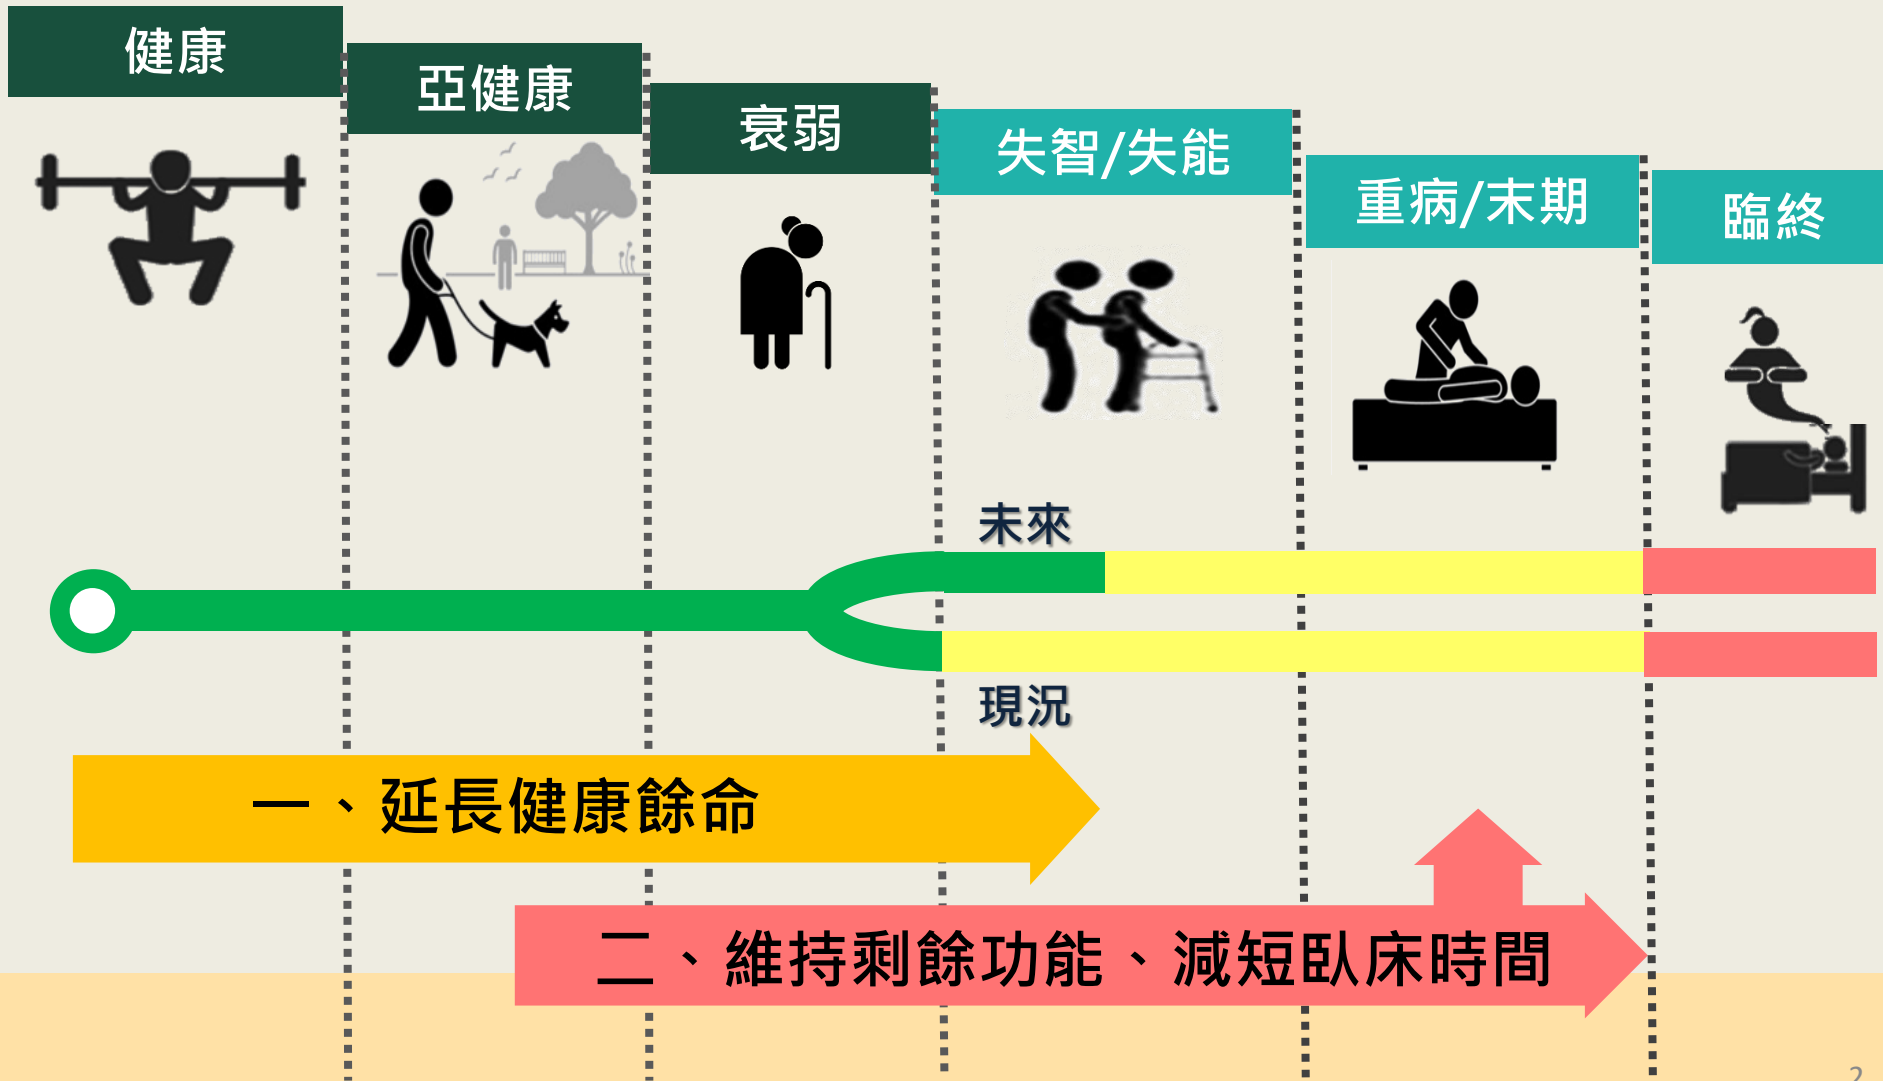 健康
亞健康
衰弱
失智/失能
重病/末期
臨終
未來
現況
一、延長健康餘命
二、維持剩餘功能、減短臥床時間
2